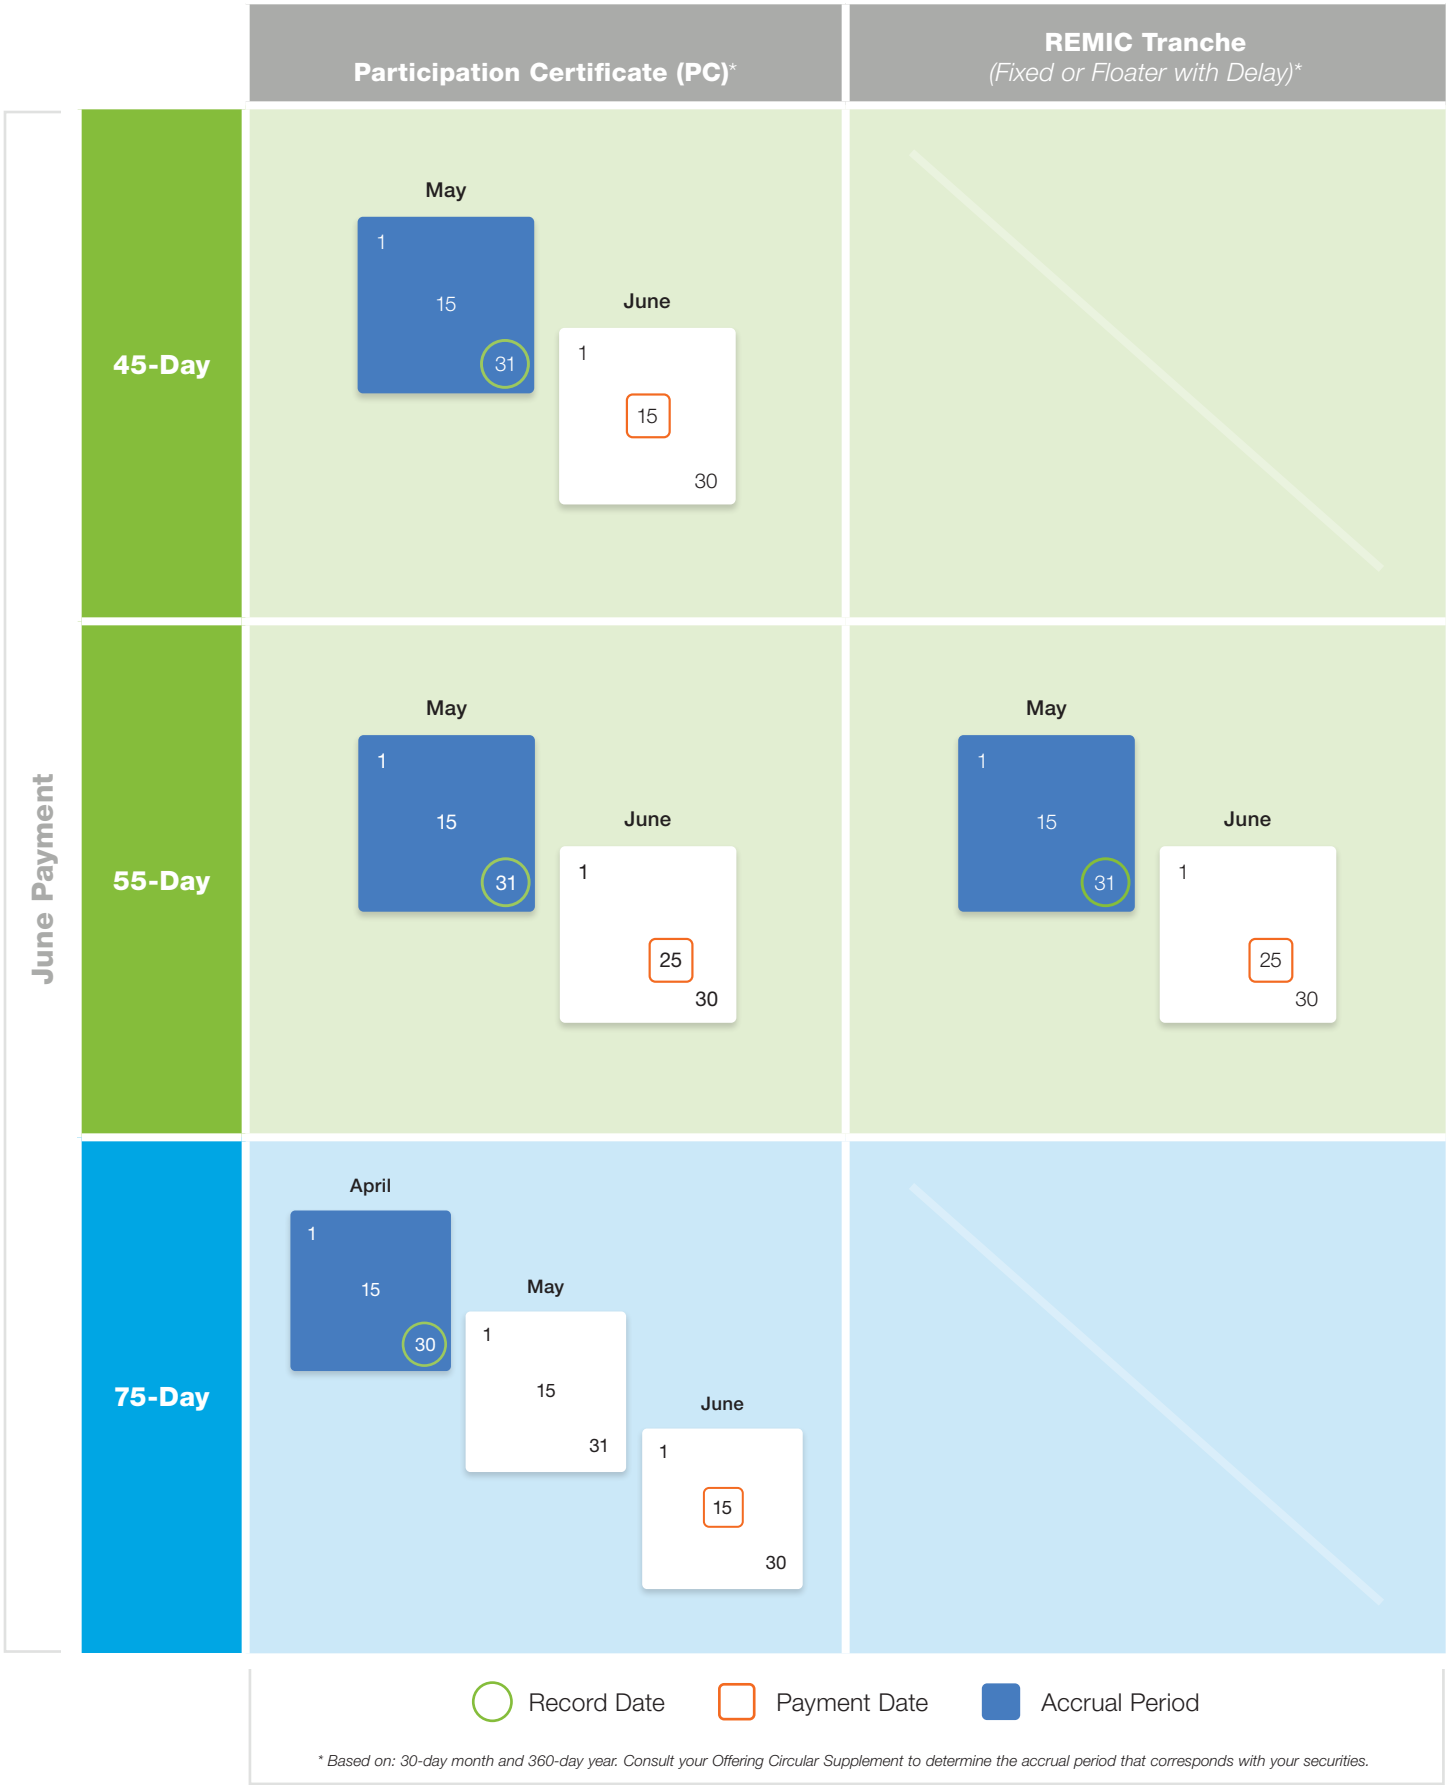 Participation Certificate (PC)*
REMIC Tranche
(Fixed or Floater with Delay)*
June Payment
45-Day
May
1
15
31
June
1
15
30
55-Day
May
1
15
31
June
1
25
30
May
1
15
31
June
1
25
30
75-Day
April
1
15
30
May
1
15
31
June
1
15
30
Record Date
Payment Date
Accrual Period
* Based on: 30-day month and 360-day year. Consult your Offering Circular Supplement to determine the accrual period that corresponds with your securities.